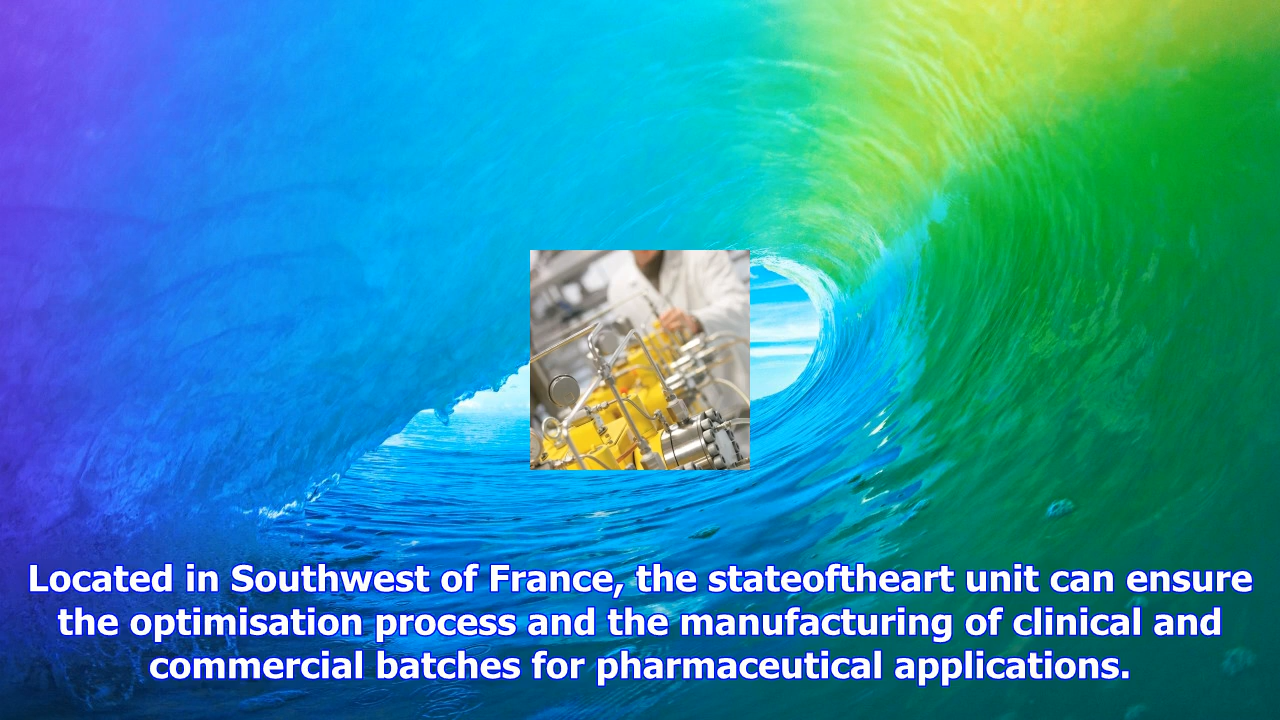 Located in Southwest of France, the stateoftheart unit can ensure
the optimisation process and the manufacturing of clinical and
commercial batches for pharmaceutical applications.